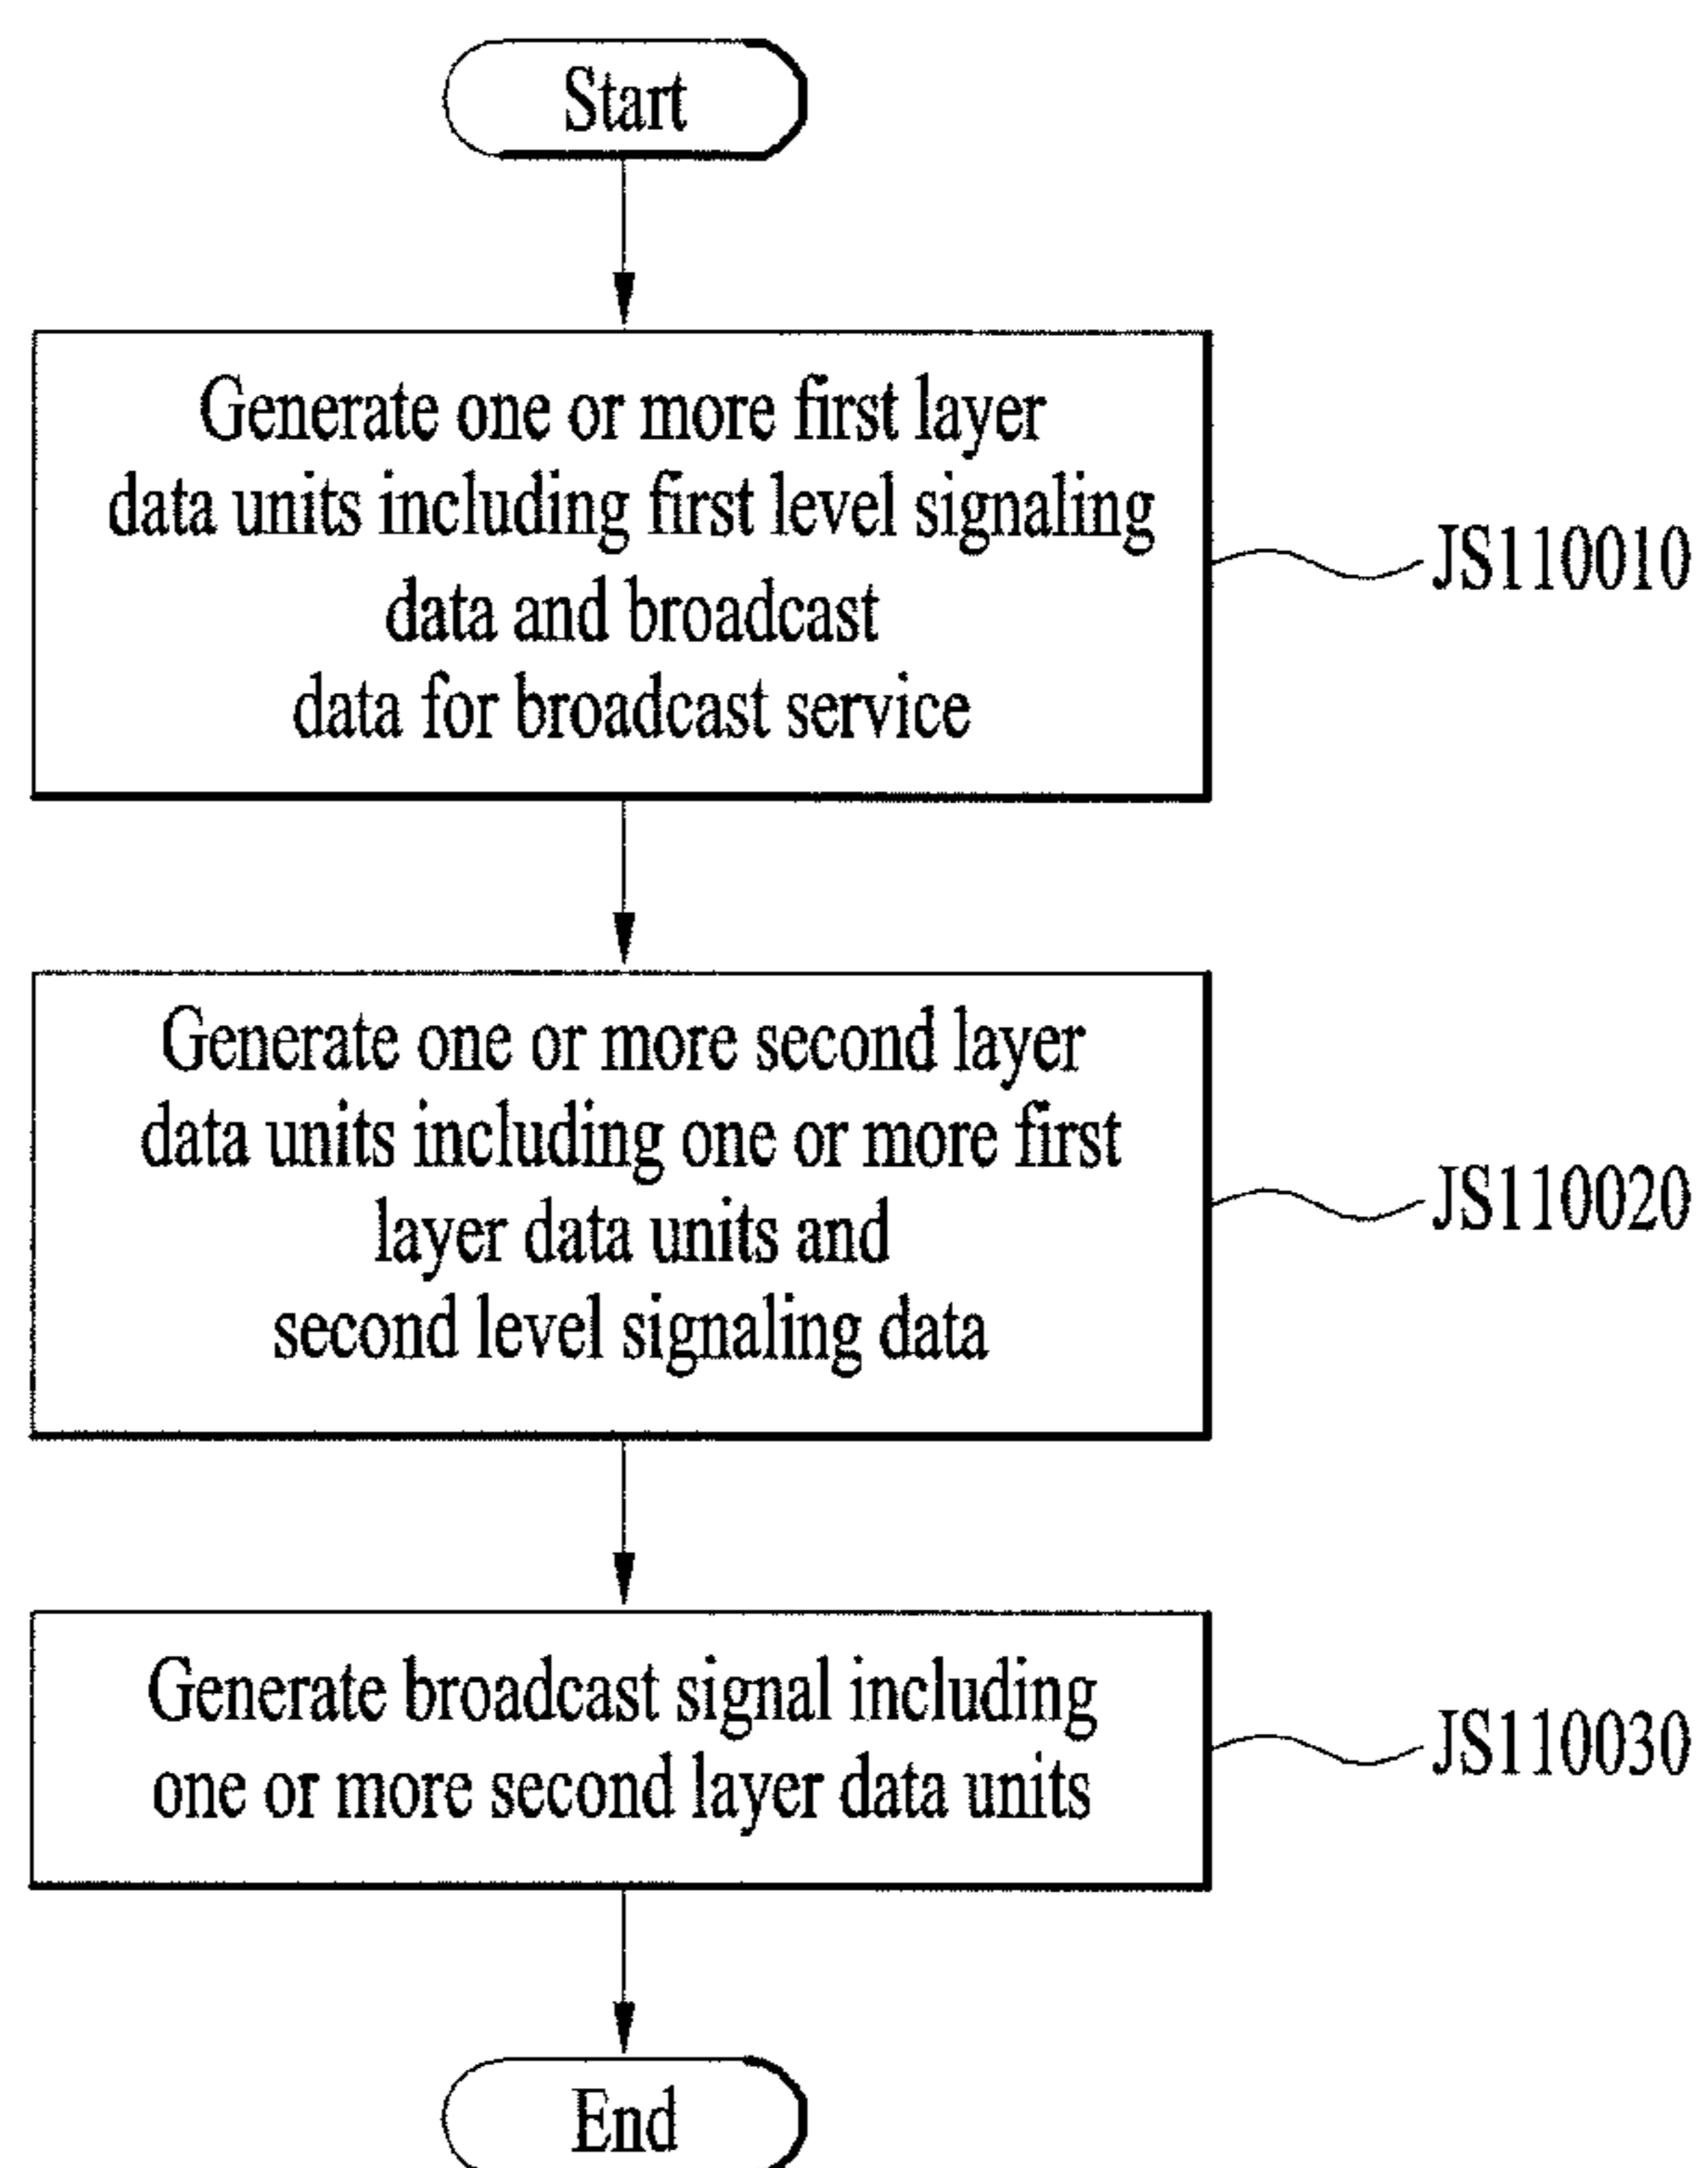 Start
Generate one or more first layer
data units including first level signaling
data and broadcast
data for broadcast service
JS110010
Generate one or more second layer
data units including one or more first
layer data units and
second level signaling data
JS110020
Generate broadcast signal including
one or more second layer data units
JS110030
End